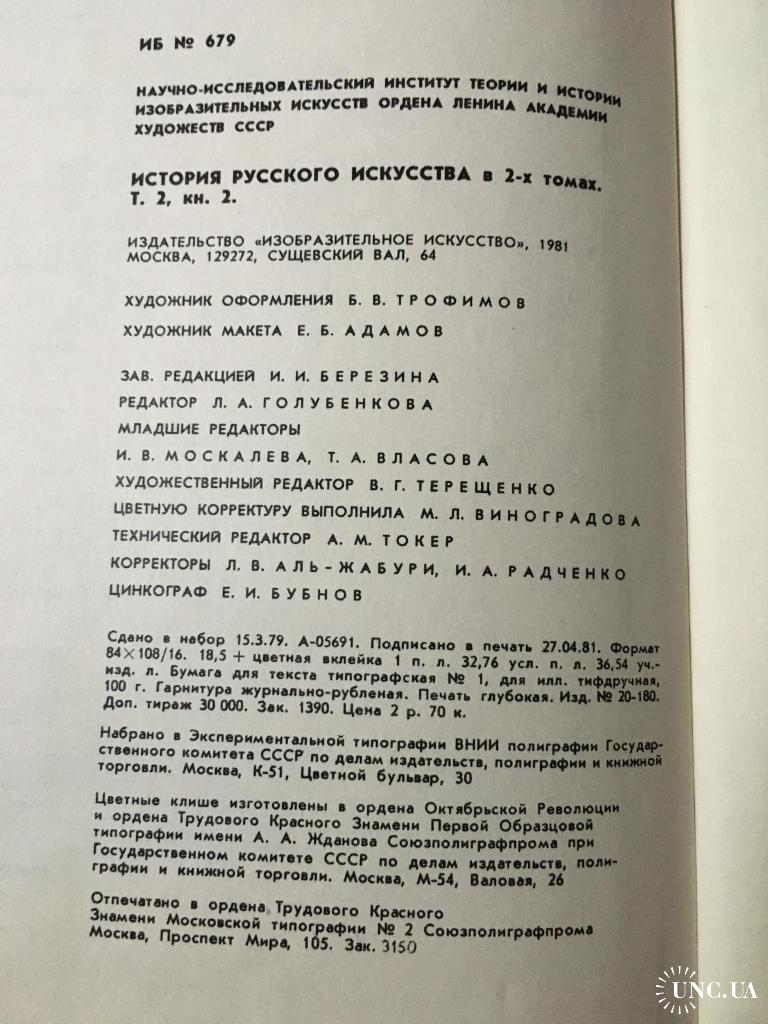 ИБ № 679
НАУЧНО-ИССЛЕДОВАТЕЛЬСКИЙ ИНСТИТУТ ТЕОРИИ И ИСТОРИИ
ИЗОБРАЗИТЕЛЬНЫХ ИСКУССТВ ОРДЕНА ЛЕНИНА АКАДЕМИИ
ХУДОЖЕСТВ СССР
ИСТОРИЯ РУССКОГО ИСКУССТВА в 2-х томах.
Т. 2, кн. 2.
ИЗДАТЕЛЬСТВО «ИЗОБРАЗИТЕЛЬНОЕ ИСКУССТВО», 1981
МОСКВА, 129272, СУЩЕВСКИЙ ВАЛ, 64
ХУДОЖНИК ОФОРМЛЕНИЯ Б. В. ТРОФИМОВ
ХУДОЖНИК МАКЕТА Е. Б. АДАМОВ
ЗАВ. РЕДАКЦИЕЙ И. И. БЕРЕЗИНА
РЕДАКТОР Л. А. ГОЛУБЕНКОВА
МЛАДШИЕ РЕДАКТОРЫ
И. В. МОСКАЛЕВА, Т. А. ВЛАСОВА
ХУДОЖЕСТВЕННЫЙ РЕДАКТОР В. Г. ТЕРЕЩЕНКО
ЦВЕТНУЮ КОРРЕКТУРУ ВЫПОЛНИЛА М. Л. ВИНОГРАДОВА
ТЕХНИЧЕСКИЙ РЕДАКТОР А. М. ТОКЕР
КОРРЕКТОРЫ Л. В. АЛЬ-ЖАБУРИ, И. А. РАДЧЕНКО
ЦИНКОГРАФ Е. И. БУБНОВ
Сдано в набор 15.3.79. А-05691. Подписано в печать 27.04.81. Формат
84×108/16. 18,5 + цветная вклейка 1 п. л. 32,76 усл. п. л. 36,54 уч.-
изд. л. Бумага для текста типографская № 1, для илл. тифдручная,
100 г. Гарнитура журнально-рубленая. Печать глубокая. Изд. № 20-180.
Доп. тираж 30 000. Зак. 1390. Цена 2 р. 70 к.
Набрано в Экспериментальной типографии ВНИИ полиграфии Государ-
ственного комитета СССР по делам издательств, полиграфии и книжной
торговли. Москва, К-51, Цветной бульвар, 30
Цветные клише изготовлены в ордена Октябрьской Революции
и ордена Трудового Красного Знамени Первой Образцовой
типографии имени А. А. Жданова Союзполиграфпрома при
Государственном комитете СССР по делам издательств, поли-
графии и книжной торговли. Москва, М-54, Валовая, 26
Отпечатано в ордена Трудового Красного
Знамени Московской типографии № 2 Союзполиграфпрома
Москва, Проспект Мира, 105. Зак. 3150
UNC.UA